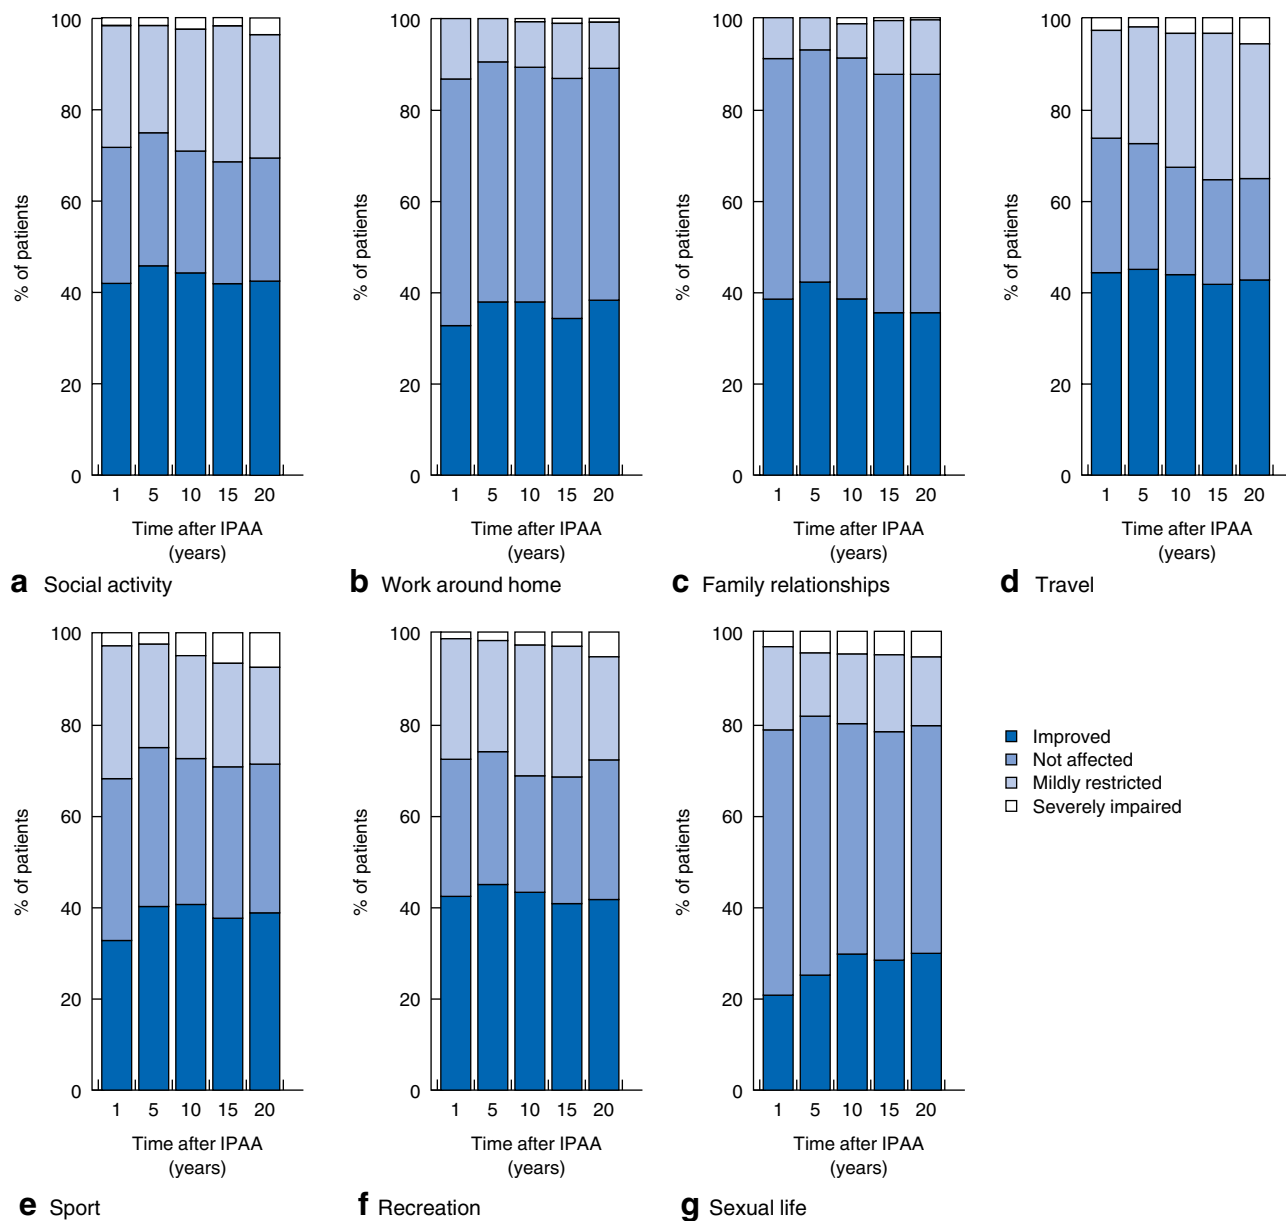 100
80
60
40
20
0
% of patients
1 5 10 15 20
Time after IPAA
(years)
a Social activity
100
80
60
40
20
0
% of patients
1 5 10 15 20
Time after IPAA
(years)
b Work around home
100
80
60
40
20
0
% of patients
1 5 10 15 20
Time after IPAA
(years)
c Family relationships
100
80
60
40
20
0
% of patients
1 5 10 15 20
Time after IPAA
(years)
d Travel
100
80
60
40
20
0
% of patients
1 5 10 15 20
Time after IPAA
(years)
e Sport
100
80
60
40
20
0
% of patients
1 5 10 15 20
Time after IPAA
(years)
f Recreation
100
80
60
40
20
0
% of patients
1 5 10 15 20
Time after IPAA
(years)
g Sexual life
Improved
Not affected
Mildly restricted
Severely impaired